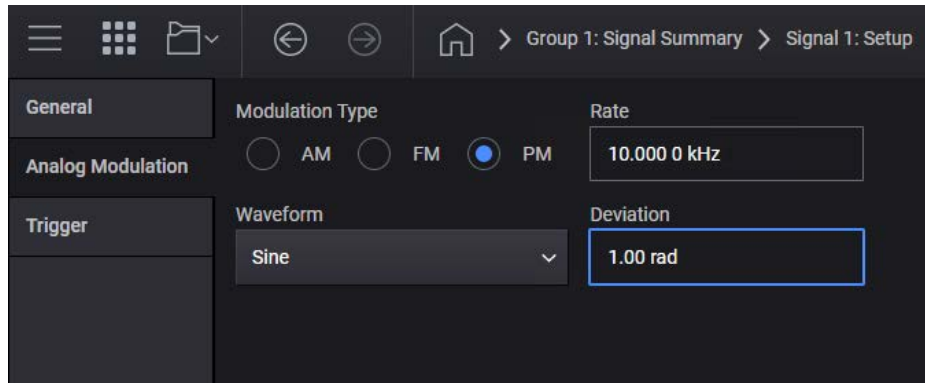 Group 1: Signal Summary > Signal 1: Setup
General
Analog Modulation
Trigger
Modulation Type
AM FM PM
Rate
10.000 0 kHz
Waveform
Sine
Deviation
1.00 rad